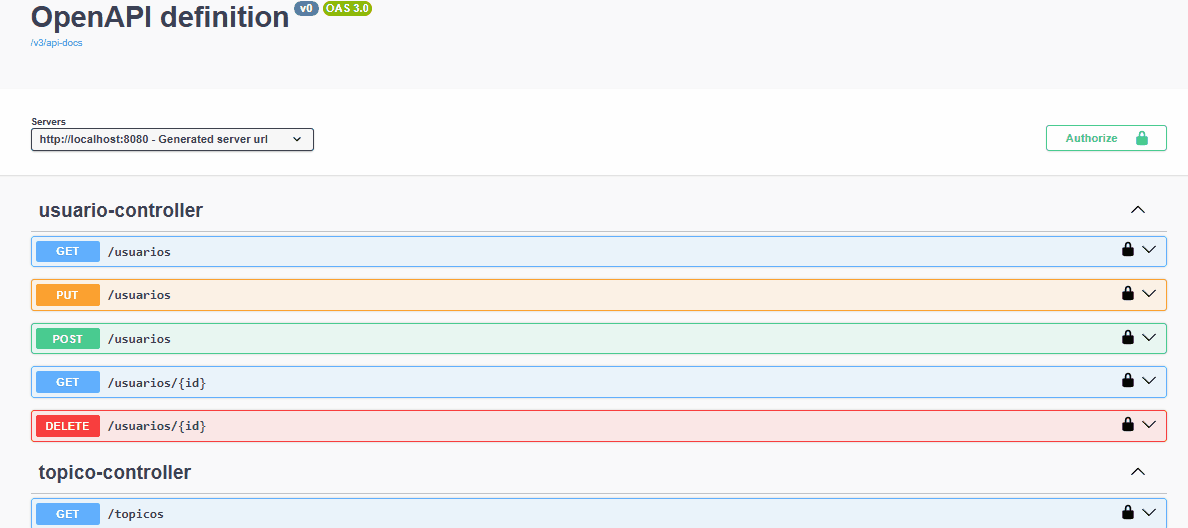 OpenAPI definition v0 OAS 3.0
/v3/api-docs
Servers
http://localhost:8080 - Generated server url
Authorize
usuario-controller
GET /usuarios
PUT /usuarios
POST /usuarios
GET /usuarios/{id}
DELETE /usuarios/{id}
topico-controller
GET /topicos